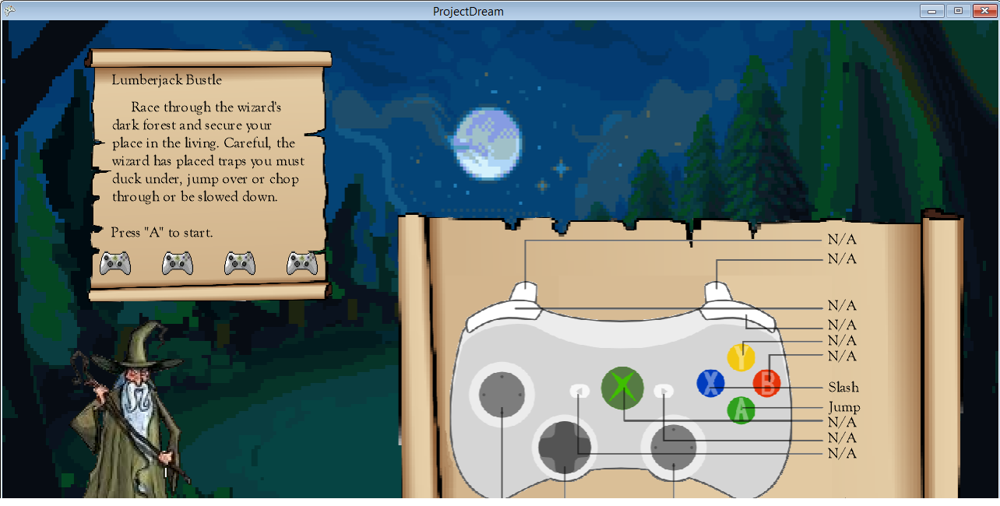 ProjectDream
Lumberjack Bustle
Race through the wizard's
dark forest and secure your
place in the living. Careful, the
wizard has placed traps you must
duck under, jump over or chop
through or be slowed down.
Press "A" to start.
N/A
N/A
N/A
N/A
N/A
N/A
Slash
Jump
N/A
N/A
N/A
Y
X
B
A